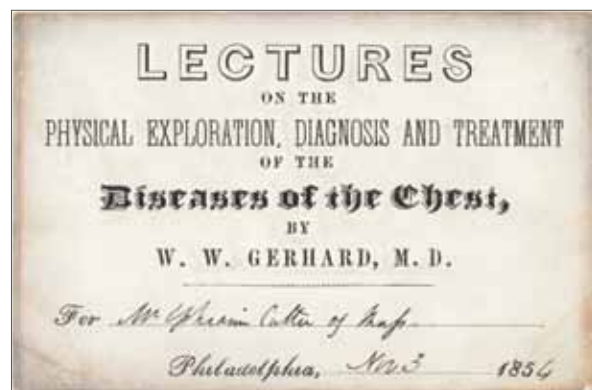 LECTURES
ON THE
PHYSICAL EXPLORATION, DIAGNOSIS AND TREATMENT
OF THE
Diseases of the Chest,
BY
W. W. GERHARD, M. D.
For Mr Ephraim Cutter of Mass
Philadelphia, Nov 3 1856